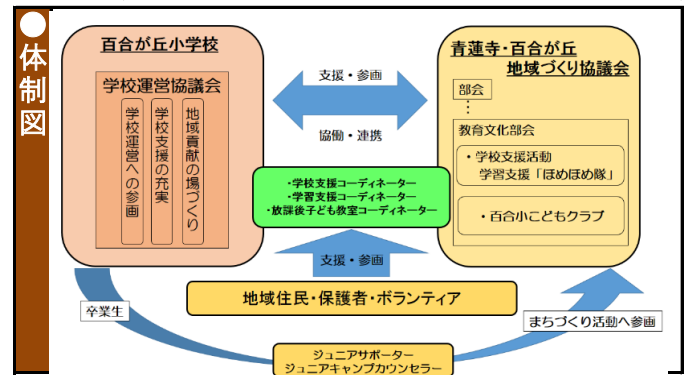 ●体制図
百合が丘小学校
学校運営協議会
学校運営への参画
学校支援の充実
地域貢献の場づくり
支援・参画
協働・連携
青蓮寺・百合が丘
地域づくり協議会
部会
⋮
教育文化部会
・学校支援活動
学習支援「ほめほめ隊」
・百合小こどもクラブ
・学校支援コーディネーター
・学習支援コーディネーター
・放課後子ども教室コーディネーター
支援・参画
地域住民・保護者・ボランティア
卒業生
まちづくり活動へ参画
ジュニアサポーター
ジュニアキャンプカウンセラー